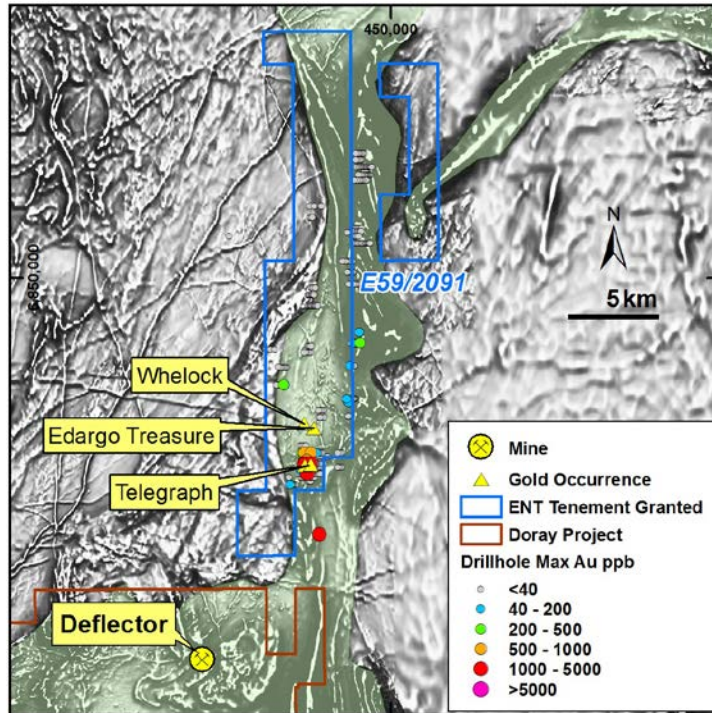 450,000
6,850,000
E59/2091
N
5 km
Whelock
Edargo Treasure
Telegraph
Deflector
Mine
Gold Occurrence
ENT Tenement Granted
Doray Project
Drillhole Max Au ppb
<40
40 - 200
200 - 500
500 - 1000
1000 - 5000
>5000